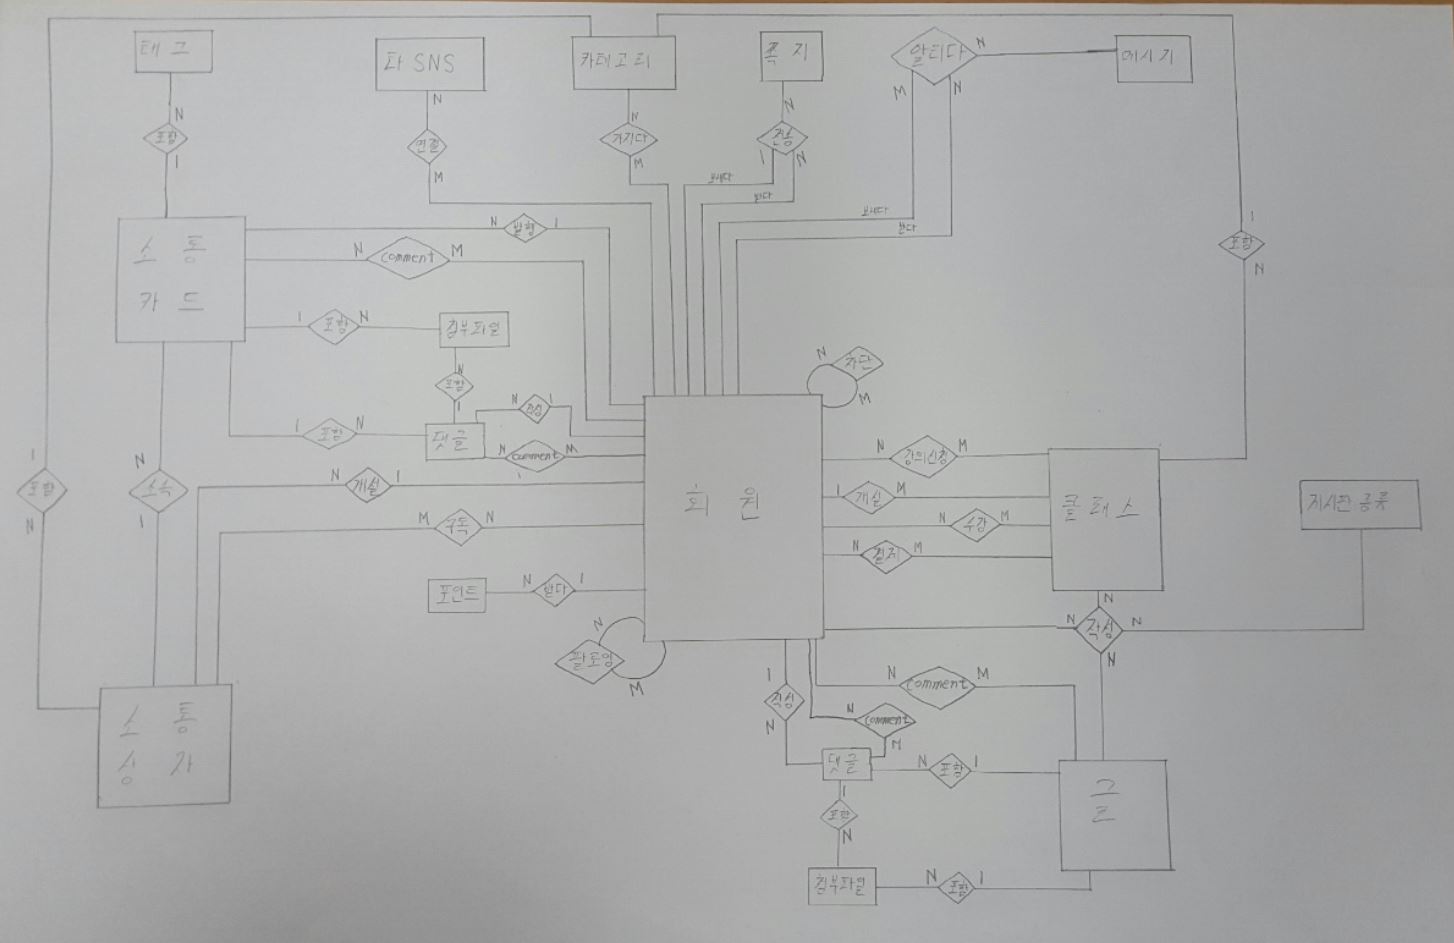 태그
타 SNS
카테고리
쪽지
알리다
N
메시지
N
포함
1
N
연결
M
N
가지다
M
N
전송
1
N
M
N
보내다
받다
보내다
받다
소통
카드
N
발행
1
N
comment
M
1
포함
N
첨부파일
N
포함
1
1
포함
N
댓글
N
작성
1
N
comment
M
1
포함
N
N
차단
M
1
포함
N
N
소속
1
N
개설
1
M
구독
N
회원
N
강의신청
M
1
개설
M
N
수강
M
N
결제
M
클래스
게시판 종류
포인트
N
받다
1
N
팔로잉
M
N
N
작성
N
N
소통
상가
1
작성
N
N
comment
M
N
comment
M
댓글
N
포함
1
글
1
포함
N
첨부파일
N
포함
1